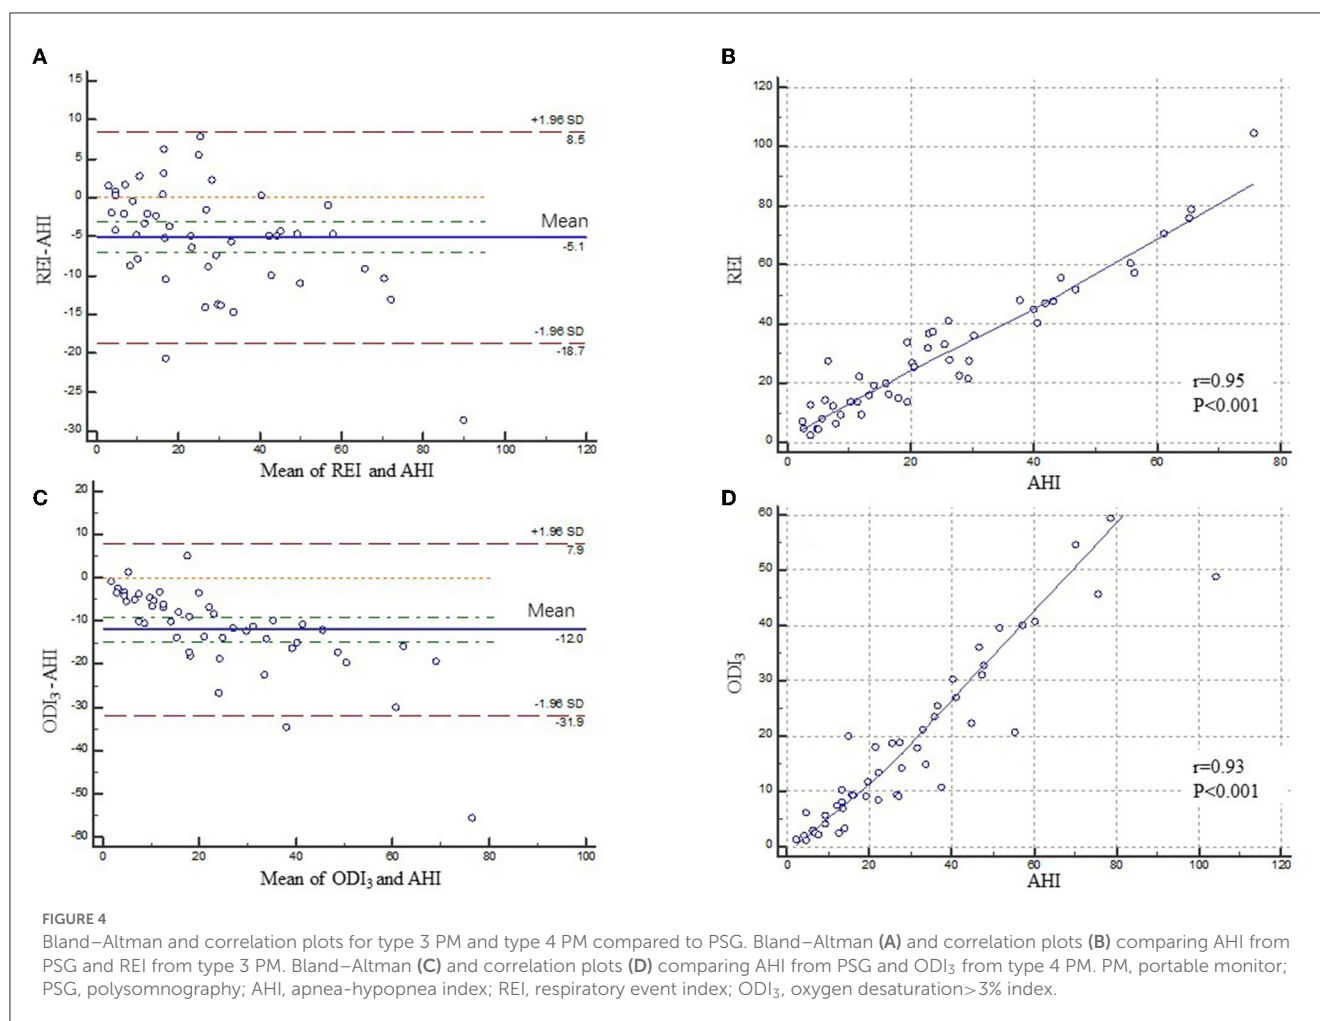 A
15
10
5
0
-5
-10
-15
-20
-25
-30
REI-AHI
+1.96 SD
8.5
Mean
-5.1
-1.96 SD
-18.7
0 20 40 60 80 100 120
Mean of REI and AHI
B
120
100
80
60
40
20
0
REI
r=0.95
P<0.001
0 20 40 60 80
AHI
C
20
10
0
-10
-20
-30
-40
-50
-60
ODI₃-AHI
+1.96 SD
7.9
Mean
-12.0
-1.96 SD
-31.9
0 20 40 60 80 100
Mean of ODI₃ and AHI
D
60
50
40
30
20
10
0
ODI₃
r=0.93
P<0.001
0 20 40 60 80 100 120
AHI
FIGURE 4
Bland–Altman and correlation plots for type 3 PM and type 4 PM compared to PSG. Bland–Altman (A) and correlation plots (B) comparing AHI from
PSG and REI from type 3 PM. Bland–Altman (C) and correlation plots (D) comparing AHI from PSG and ODI₃ from type 4 PM. PM, portable monitor;
PSG, polysomnography; AHI, apnea-hypopnea index; REI, respiratory event index; ODI₃, oxygen desaturation>3% index.